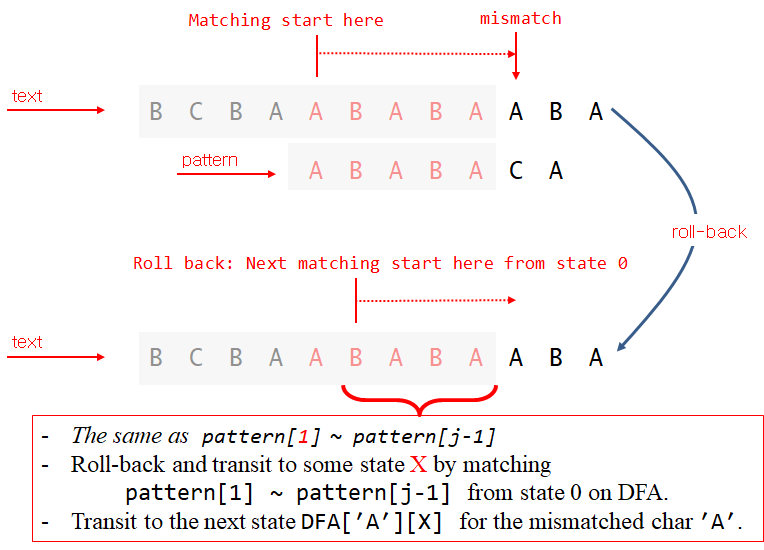 Matching start here mismatch
text B C B A A B A B A A B A
pattern A B A B A C A
roll-back
Roll back: Next matching start here from state 0
text B C B A A B A B A A B A
- The same as pattern[1] ~ pattern[j-1]
- Roll-back and transit to some state X by matching
pattern[1] ~ pattern[j-1] from state 0 on DFA.
- Transit to the next state DFA[’A’][X] for the mismatched char ’A’.